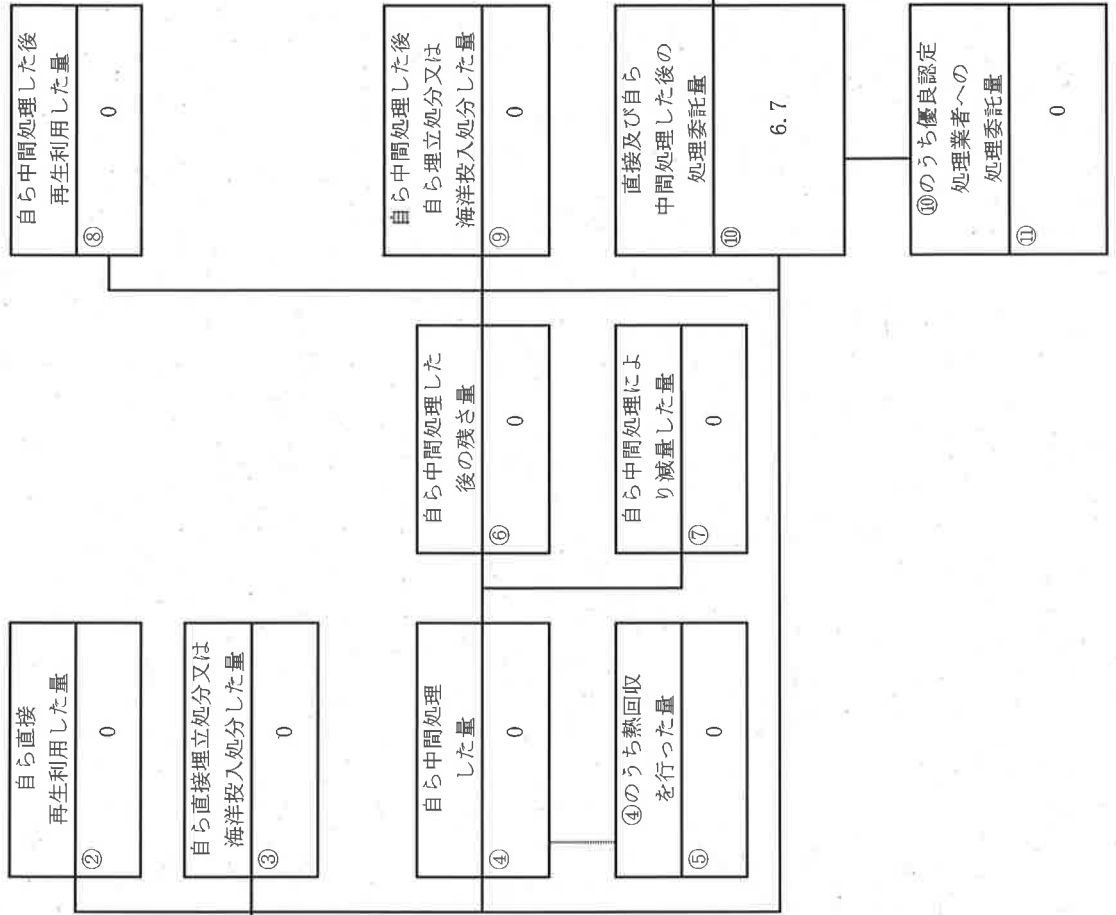 自ら直接
再生利用した量
②
0
自ら直接埋立処分又は
海洋投入処分した量
③
0
自ら中間処理
した量
④
0
④のうち熱回収
を行った量
⑤
0
自ら中間処理した
後の残さ量
⑥
0
自ら中間処理によ
り減量した量
⑦
0
自ら中間処理した後
再生利用した量
⑧
0
自ら中間処理した後
自ら埋立処分又は
海洋投入処分した量
⑨
0
直接及び自ら
中間処理した後の
処理委託量
⑩
6.7
⑩のうち優良認定
処理業者への
処理委託量
⑪
0